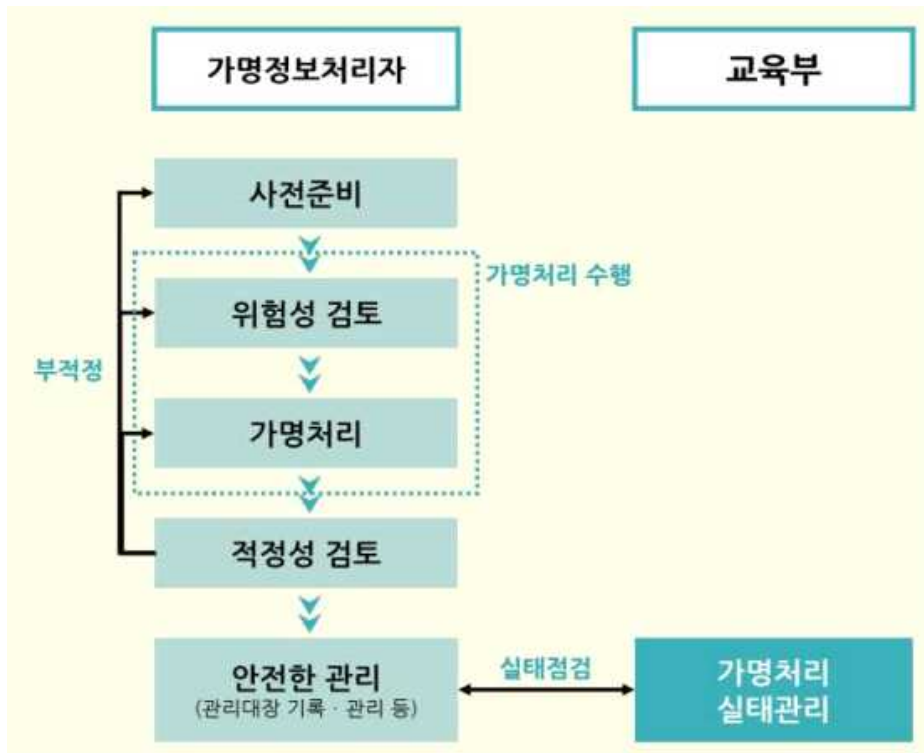 가명정보처리자
교육부
사전준비
가명처리 수행
위험성 검토
부적정
가명처리
적정성 검토
안전한 관리
(관리대장 기록 · 관리 등)
실태점검
가명처리
실태관리